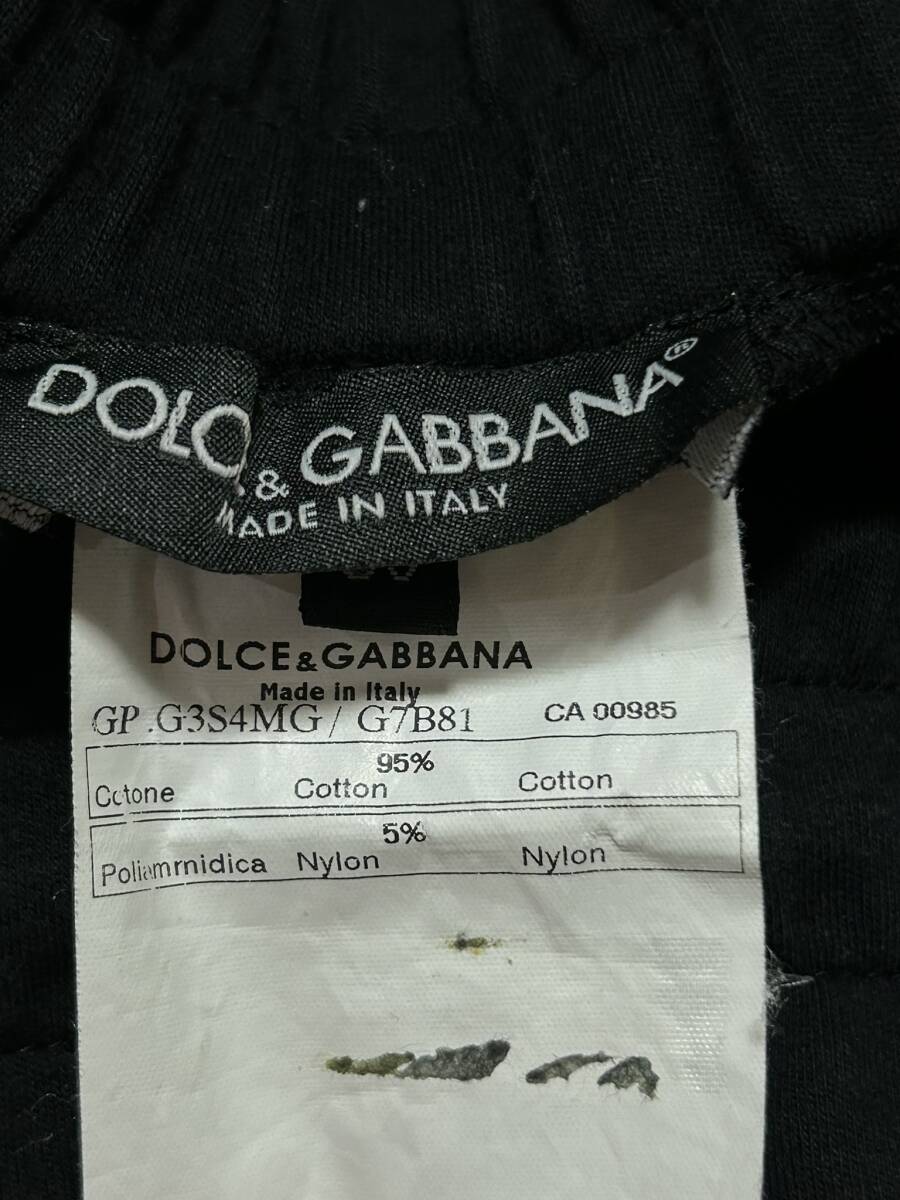 DOLC & GABBANA®
MADE IN ITALY
DOLCE&GABBANA
Made in Italy
GP.G3S4MG/ G7B81 CA 00985
95%
Cotone Cotton Cotton
5%
Poliamrnidica Nylon Nylon